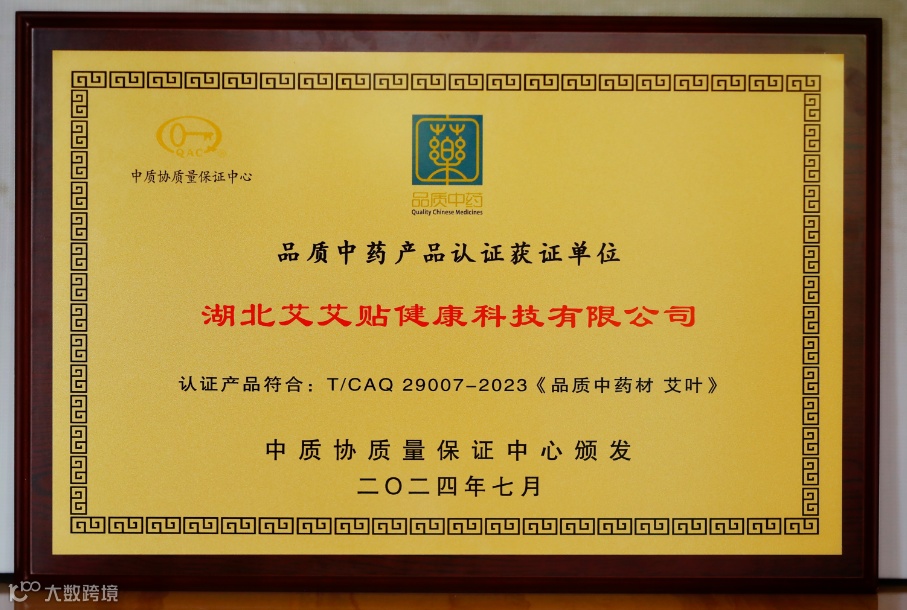 QAC
中质协质量保证中心
藥
品质中药
Quality Chinese Medicines
品质中药产品认证获证单位
湖北艾艾贴健康科技有限公司
认证产品符合：T/CAQ 29007-2023《品质中药材 艾叶》
中质协质量保证中心颁发
二〇二四年七月
大数跨境